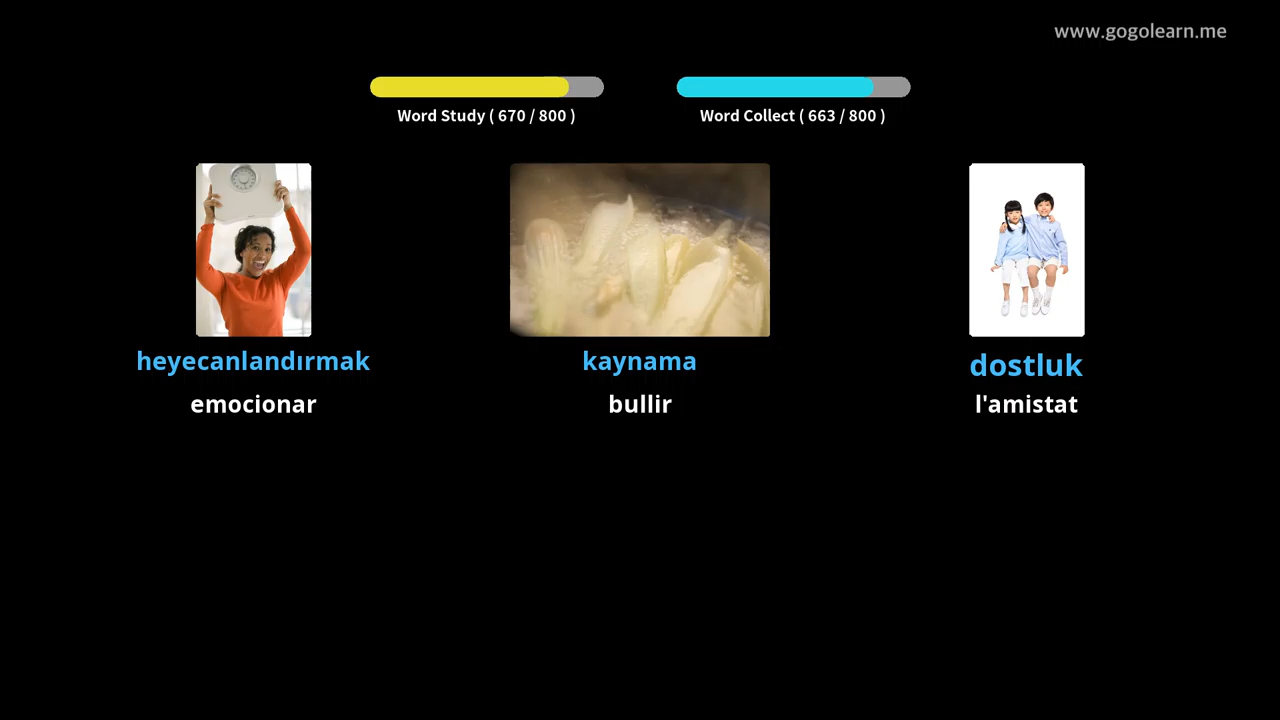 www.gogolearn.me
Word Study ( 670 / 800 )
Word Collect ( 663 / 800 )
heyecanlandırmak
emocionar
kaynama
bullir
dostluk
l'amistat